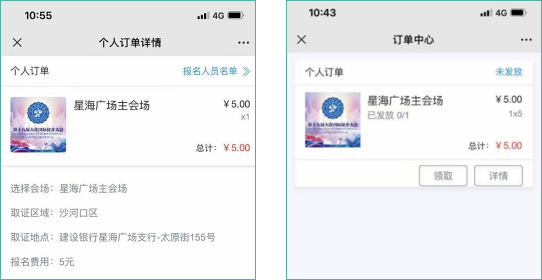 10:55
4G
个人订单详情
个人订单
报名人员名单
星海广场主会场
¥5.00
x1
总计：¥5.00
选择会场：星海广场主会场
取证区域：沙河口区
取证地点：建设银行星海广场支行-太原街155号
报名费用：5元
10:43
4G
订单中心
个人订单
未发放
星海广场主会场
¥5.00
已发放 0/1
1x5
总计：¥5.00
领取
详情